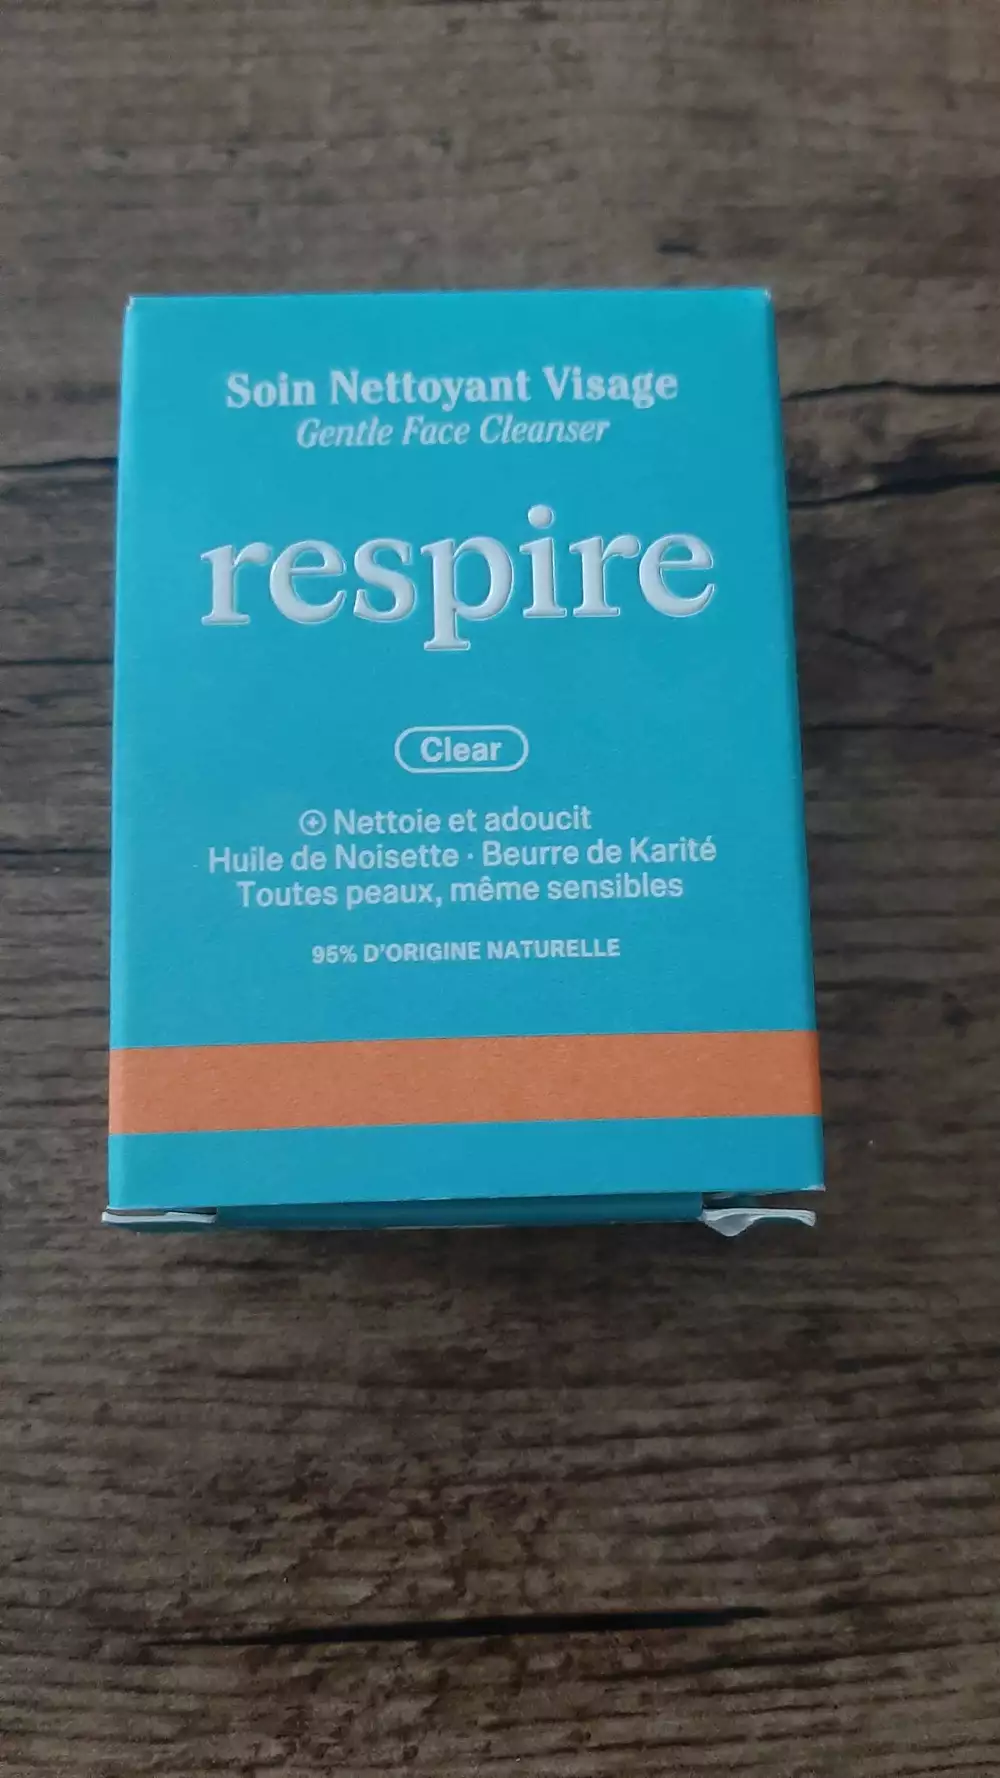 Soin Nettoyant Visage
Gentle Face Cleanser
respire
Clear
Nettoie et adoucit
Huile de Noisette · Beurre de Karité
Toutes peaux, même sensibles
95% D'ORIGINE NATURELLE